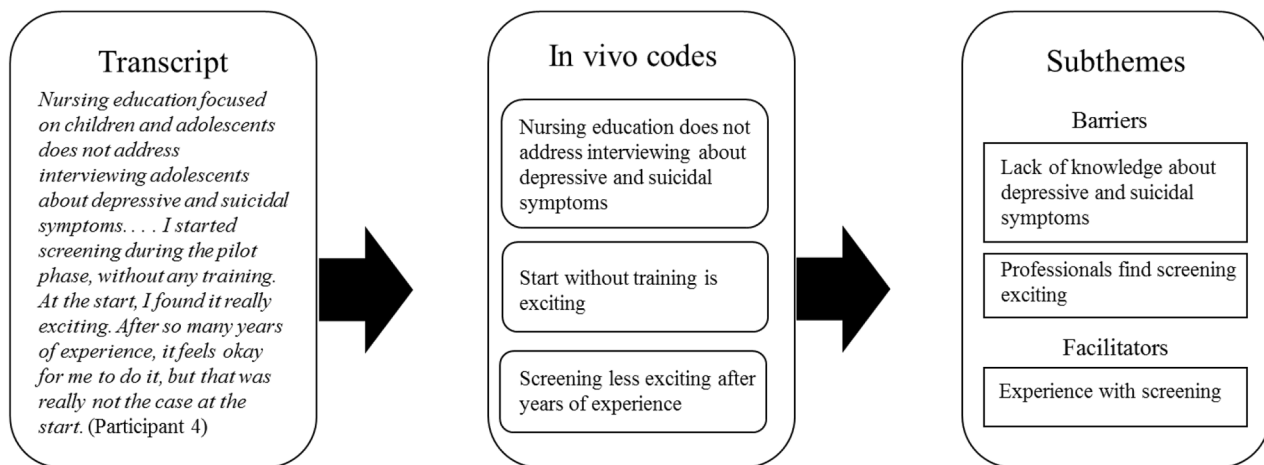 Transcript
Nursing education focused
on children and adolescents
does not address
interviewing adolescents
about depressive and suicidal
symptoms. . . . I started
screening during the pilot
phase, without any training.
At the start, I found it really
exciting. After so many years
of experience, it feels okay
for me to do it, but that was
really not the case at the
start. (Participant 4)
In vivo codes
Nursing education does not
address interviewing about
depressive and suicidal
symptoms
Start without training is
exciting
Screening less exciting after
years of experience
Subthemes
Barriers
Lack of knowledge about
depressive and suicidal
symptoms
Professionals find screening
exciting
Facilitators
Experience with screening